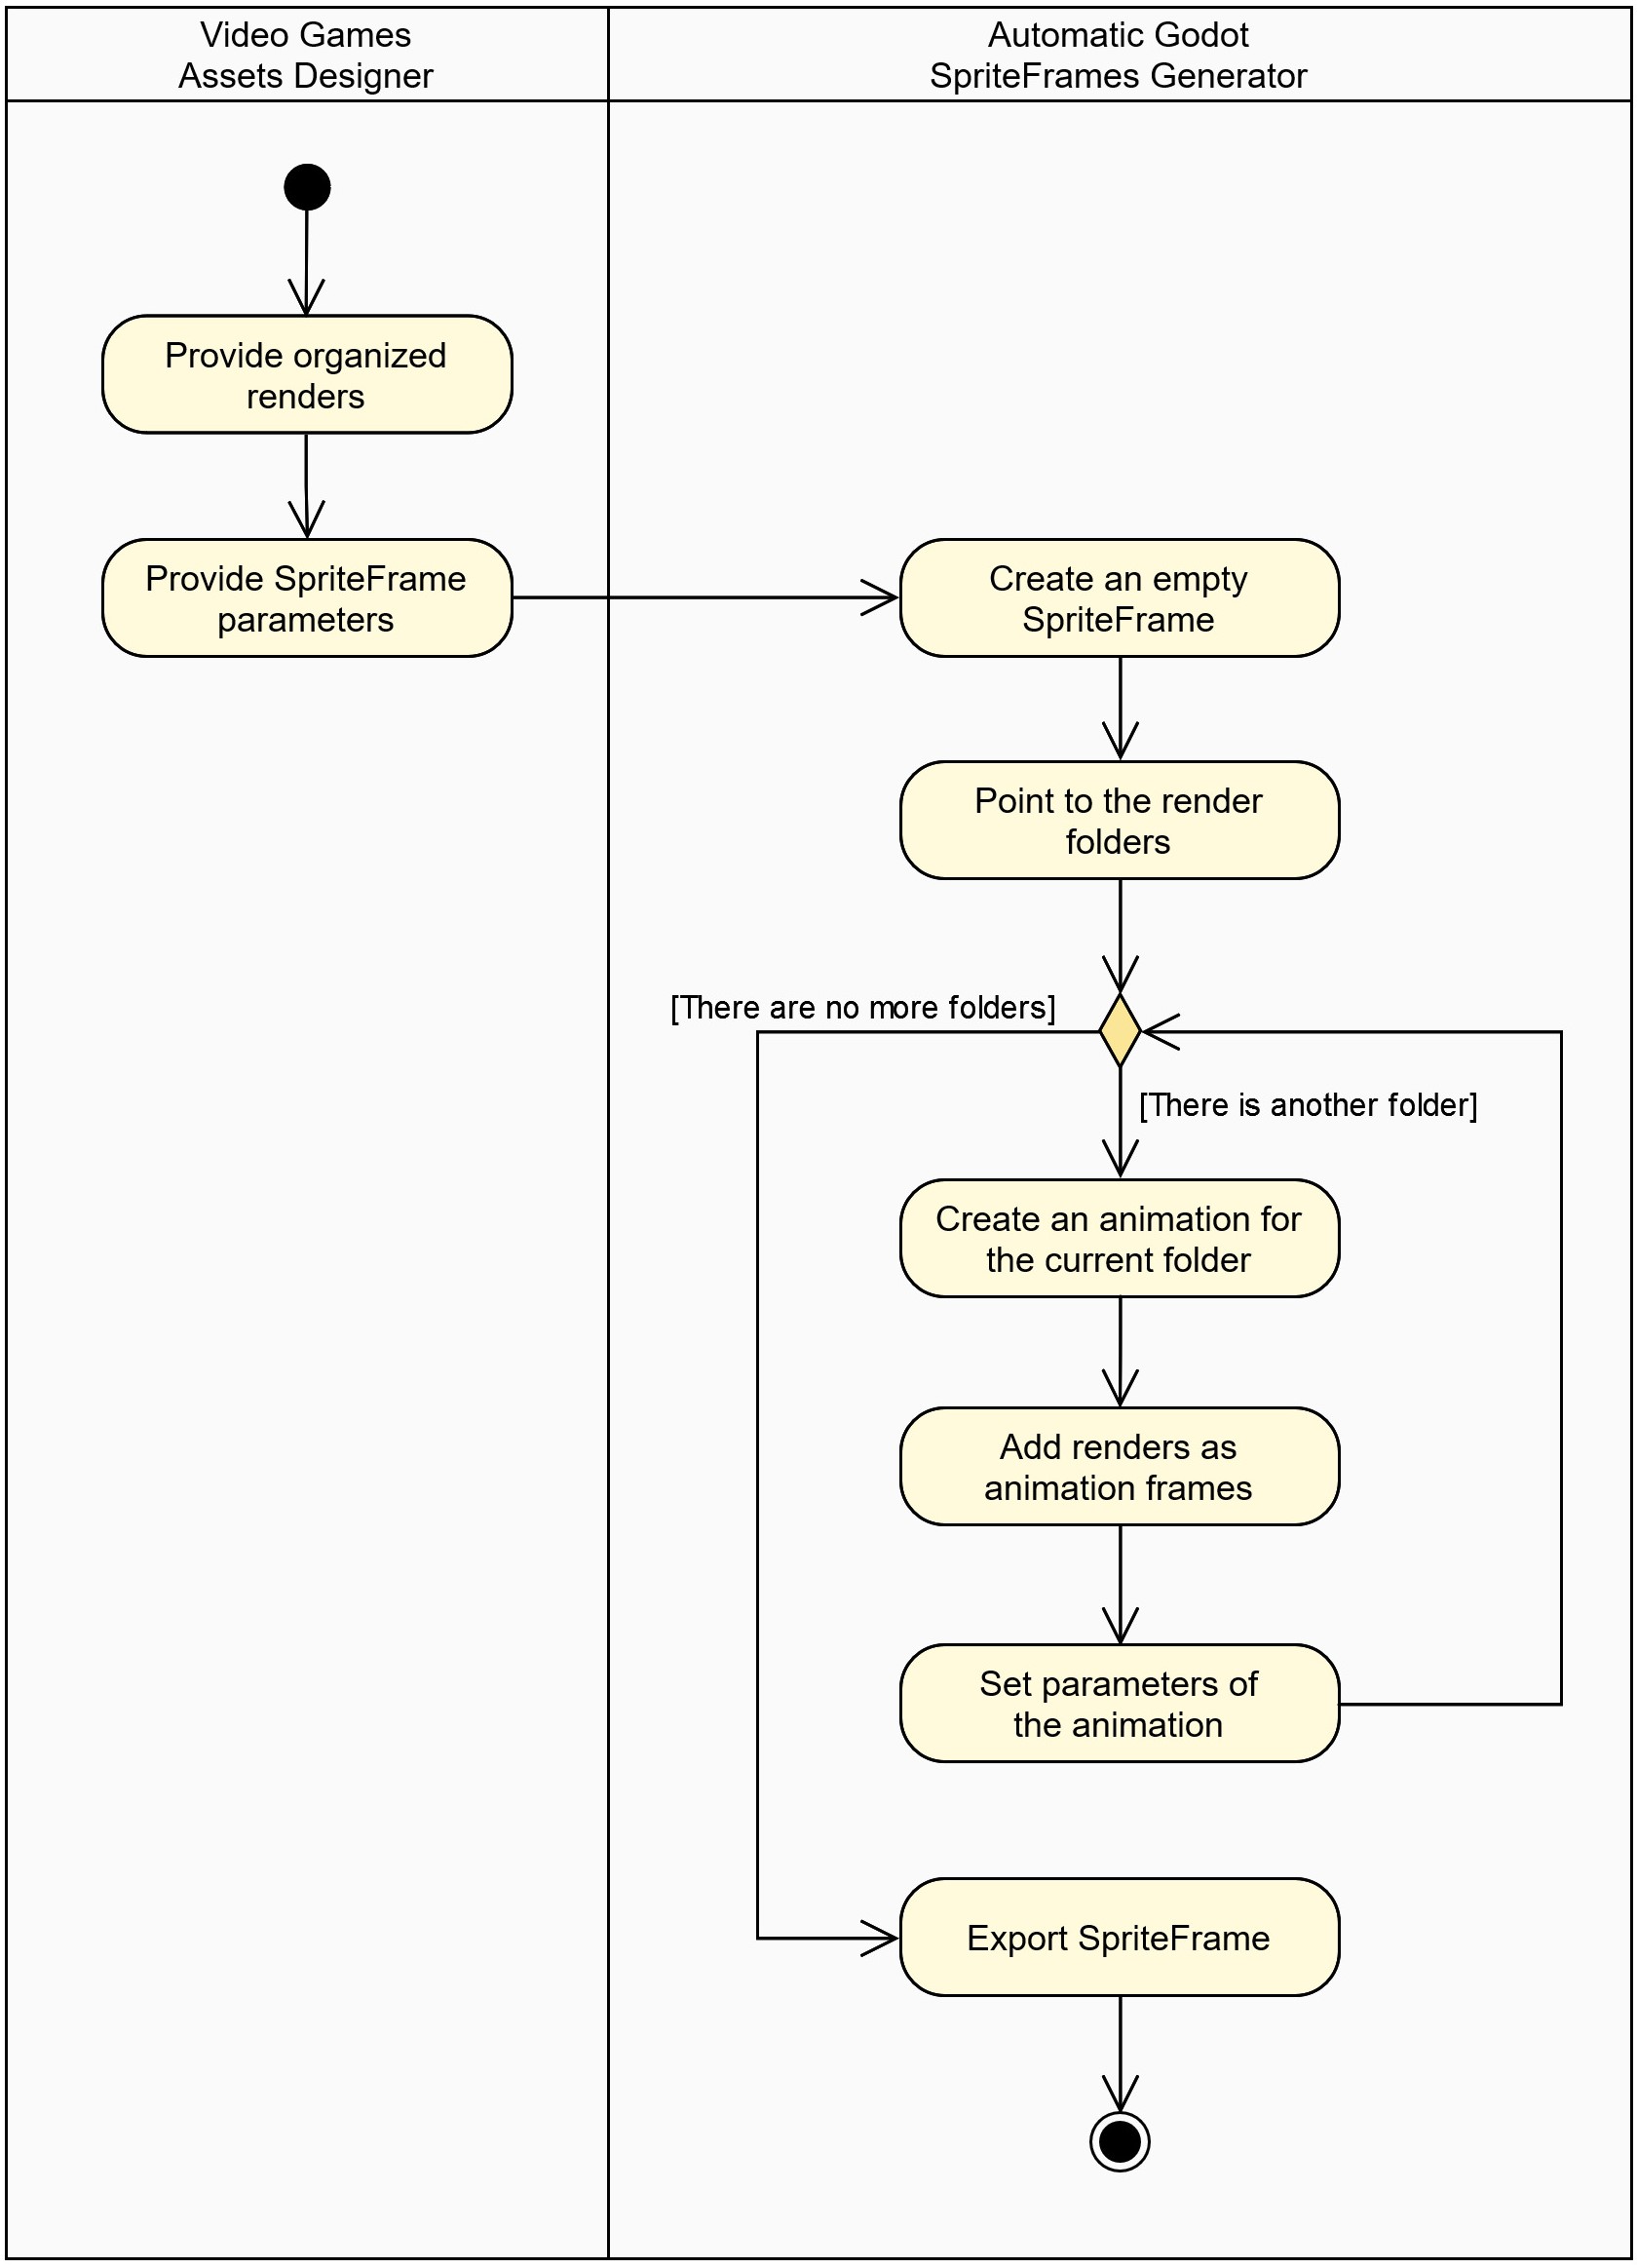 Video Games
Assets Designer
Automatic Godot
SpriteFrames Generator
Provide organized
renders
Provide SpriteFrame
parameters
Create an empty
SpriteFrame
Point to the render
folders
[There are no more folders]
[There is another folder]
Create an animation for
the current folder
Add renders as
animation frames
Set parameters of
the animation
Export SpriteFrame